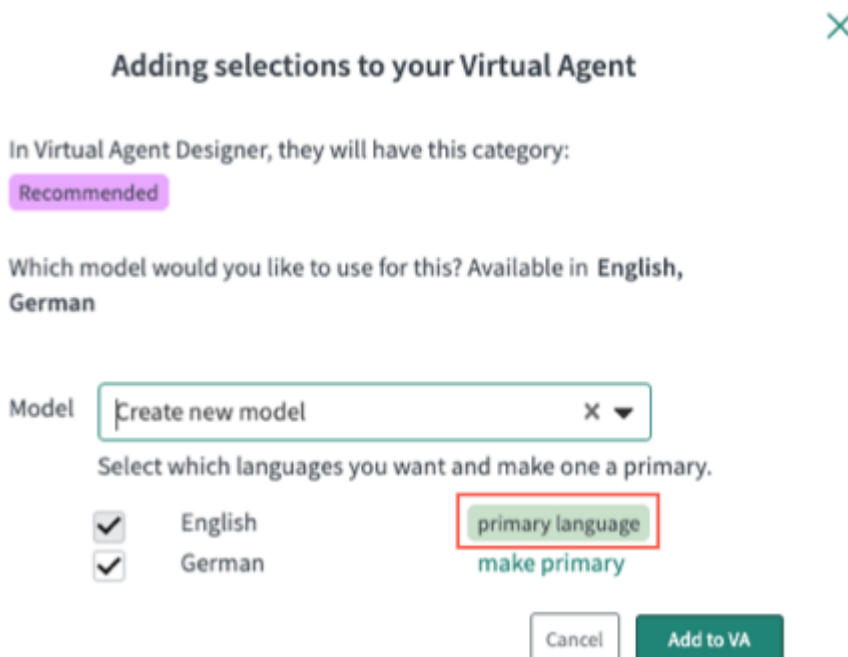 Adding selections to your Virtual Agent
In Virtual Agent Designer, they will have this category:
Recommended
Which model would you like to use for this? Available in English,
German
Model Create new model
Select which languages you want and make one a primary.
English primary language
German make primary
Cancel Add to VA